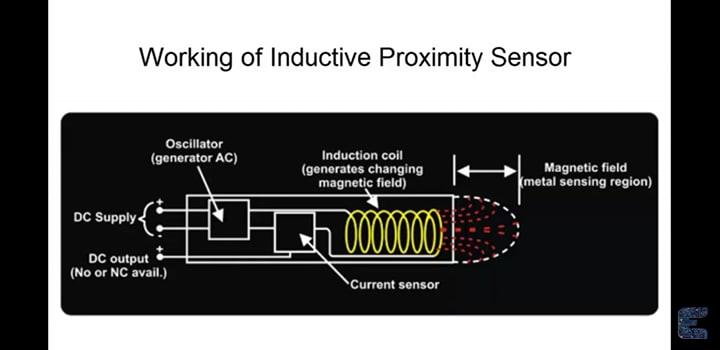 Working of Inductive Proximity Sensor
Oscillator
(generator AC)
Induction coil
(generates changing
magnetic field)
Magnetic field
(metal sensing region)
+
DC Supply
-
+
DC output
(No or NC avail.)
Current sensor